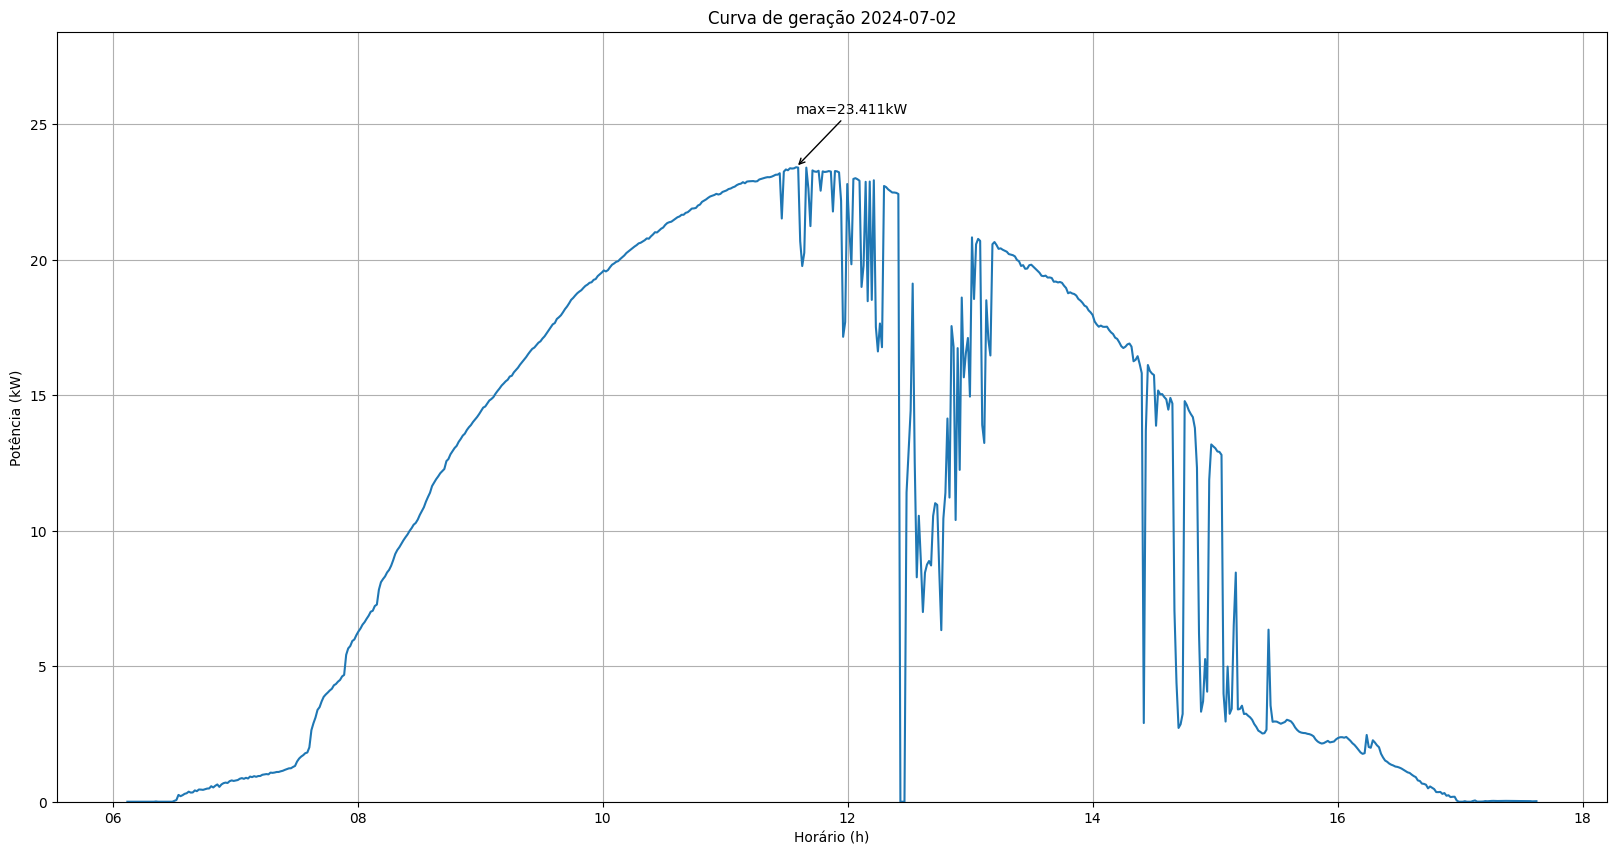 Curva de geração 2024-07-02
max=23.411kW
Potência (kW)
25
20
15
10
5
0
06 08 10 12 14 16 18
Horário (h)